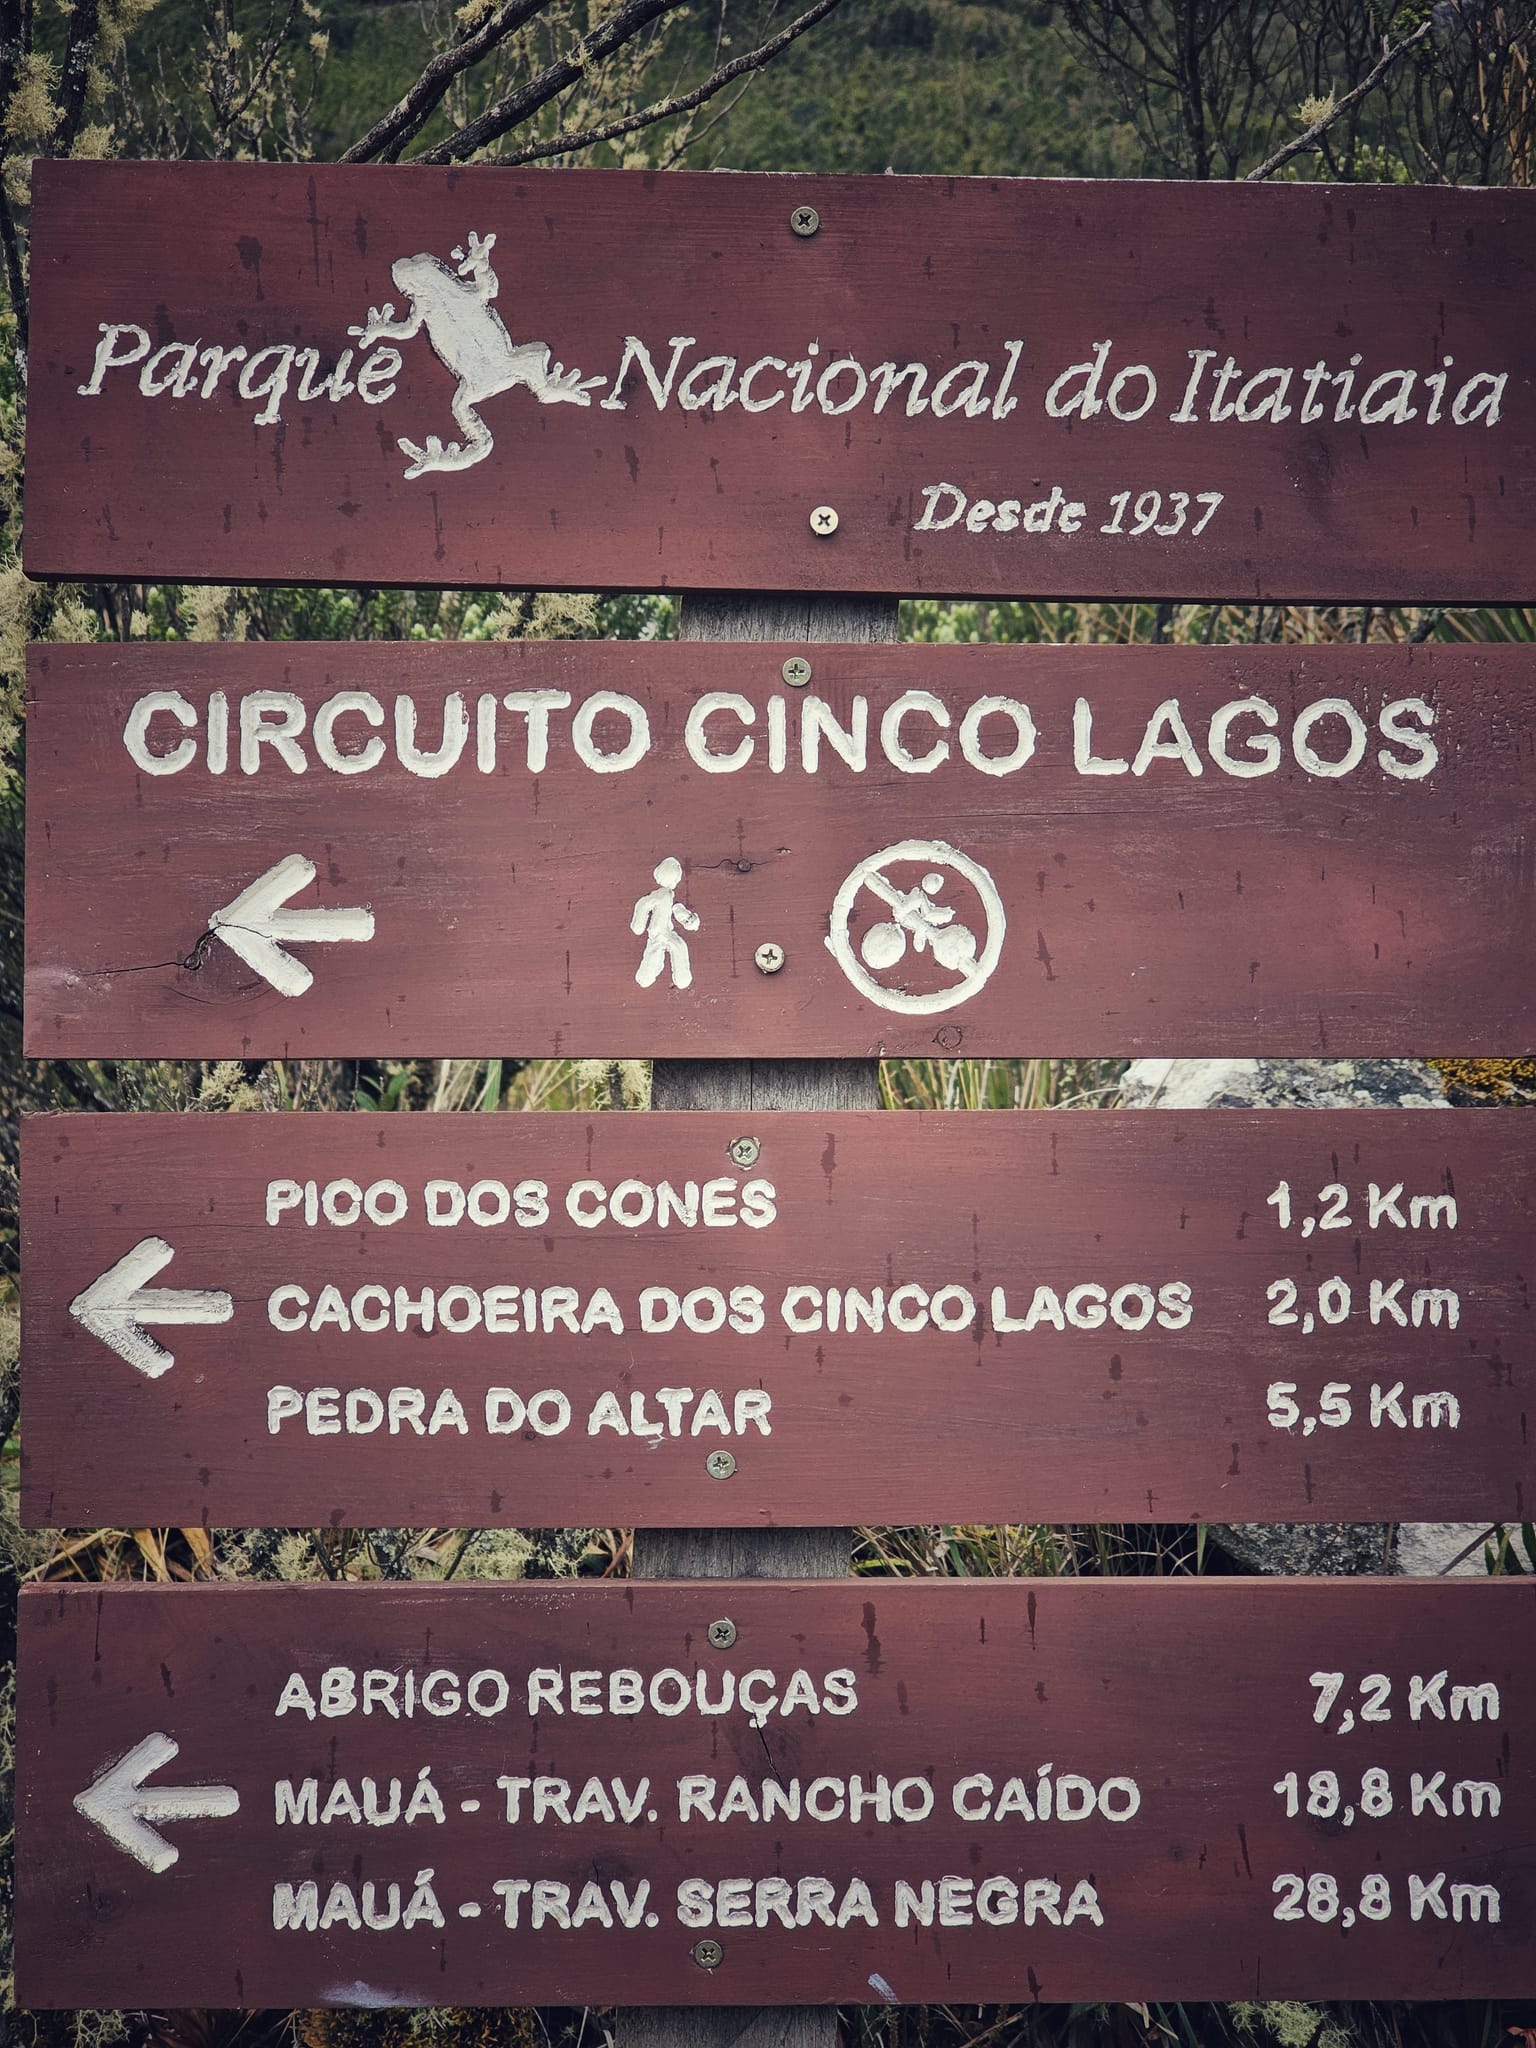 Parque Nacional do Itatiaia
Desde 1937
CIRCUITO CINCO LAGOS
PICO DOS CONES 1,2 Km
CACHOEIRA DOS CINCO LAGOS 2,0 Km
PEDRA DO ALTAR 5,5 Km
ABRIGO REBOUÇAS 7,2 Km
MAUÁ - TRAV. RANCHO CAÍDO 18,8 Km
MAUÁ - TRAV. SERRA NEGRA 28,8 Km